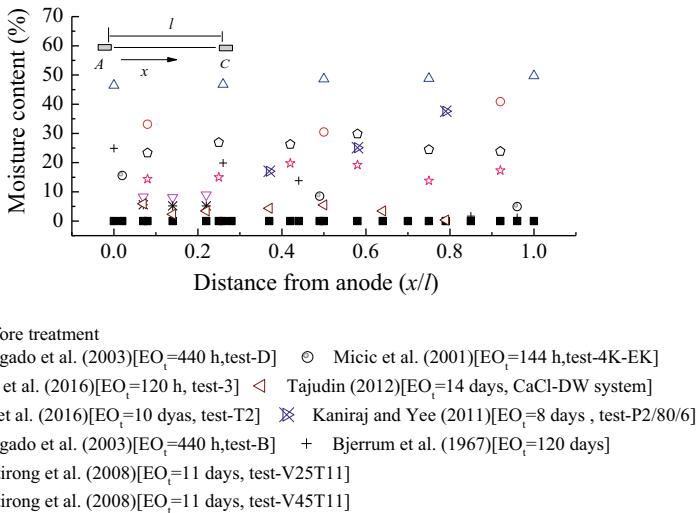 70
60
50
40
30
20
10
0
Moisture content (%)
l
A
C
x
0.0 0.2 0.4 0.6 0.8 1.0
Distance from anode (x/l)
ore treatment
gado et al. (2003)[EOt=440 h,test-D] Micic et al. (2001)[EOt=144 h,test-4K-EK]
et al. (2016)[EOt=120 h, test-3] Tajudin (2012)[EOt=14 days, CaCl-DW system]
et al. (2016)[EOt=10 dyas, test-T2] Kaniraj and Yee (2011)[EOt=8 days , test-P2/80/6]
gado et al. (2003)[EOt=440 h,test-B] Bjerrum et al. (1967)[EOt=120 days]
tirong et al. (2008)[EOt=11 days, test-V25T11]
tirong et al. (2008)[EOt=11 days, test-V45T11]